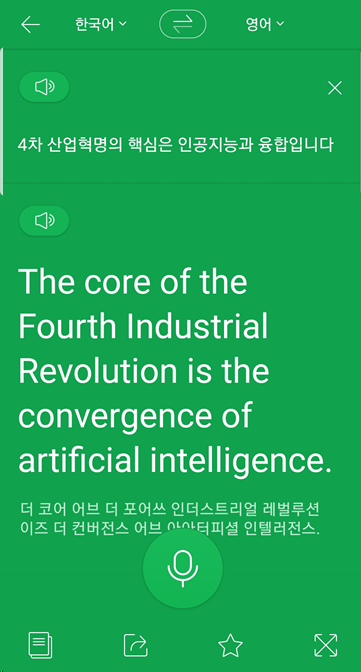 한국어 영어
4차 산업혁명의 핵심은 인공지능과 융합입니다
The core of the
Fourth Industrial
Revolution is the
convergence of
artificial intelligence.
더 코어 어브 더 포어쓰 인더스트리얼 레벌루션
이즈 더 컨버전스 어브 아아터피셜 인텔러전스.